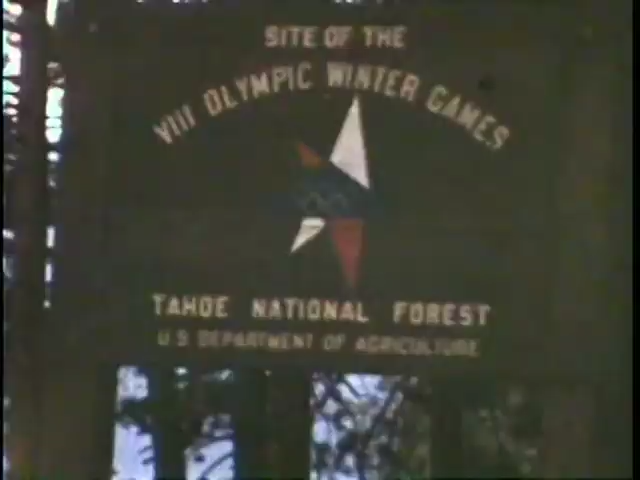 SITE OF THE
VIII OLYMPIC WINTER GAMES
TAHOE NATIONAL FOREST
U.S. DEPARTMENT OF AGRICULTURE